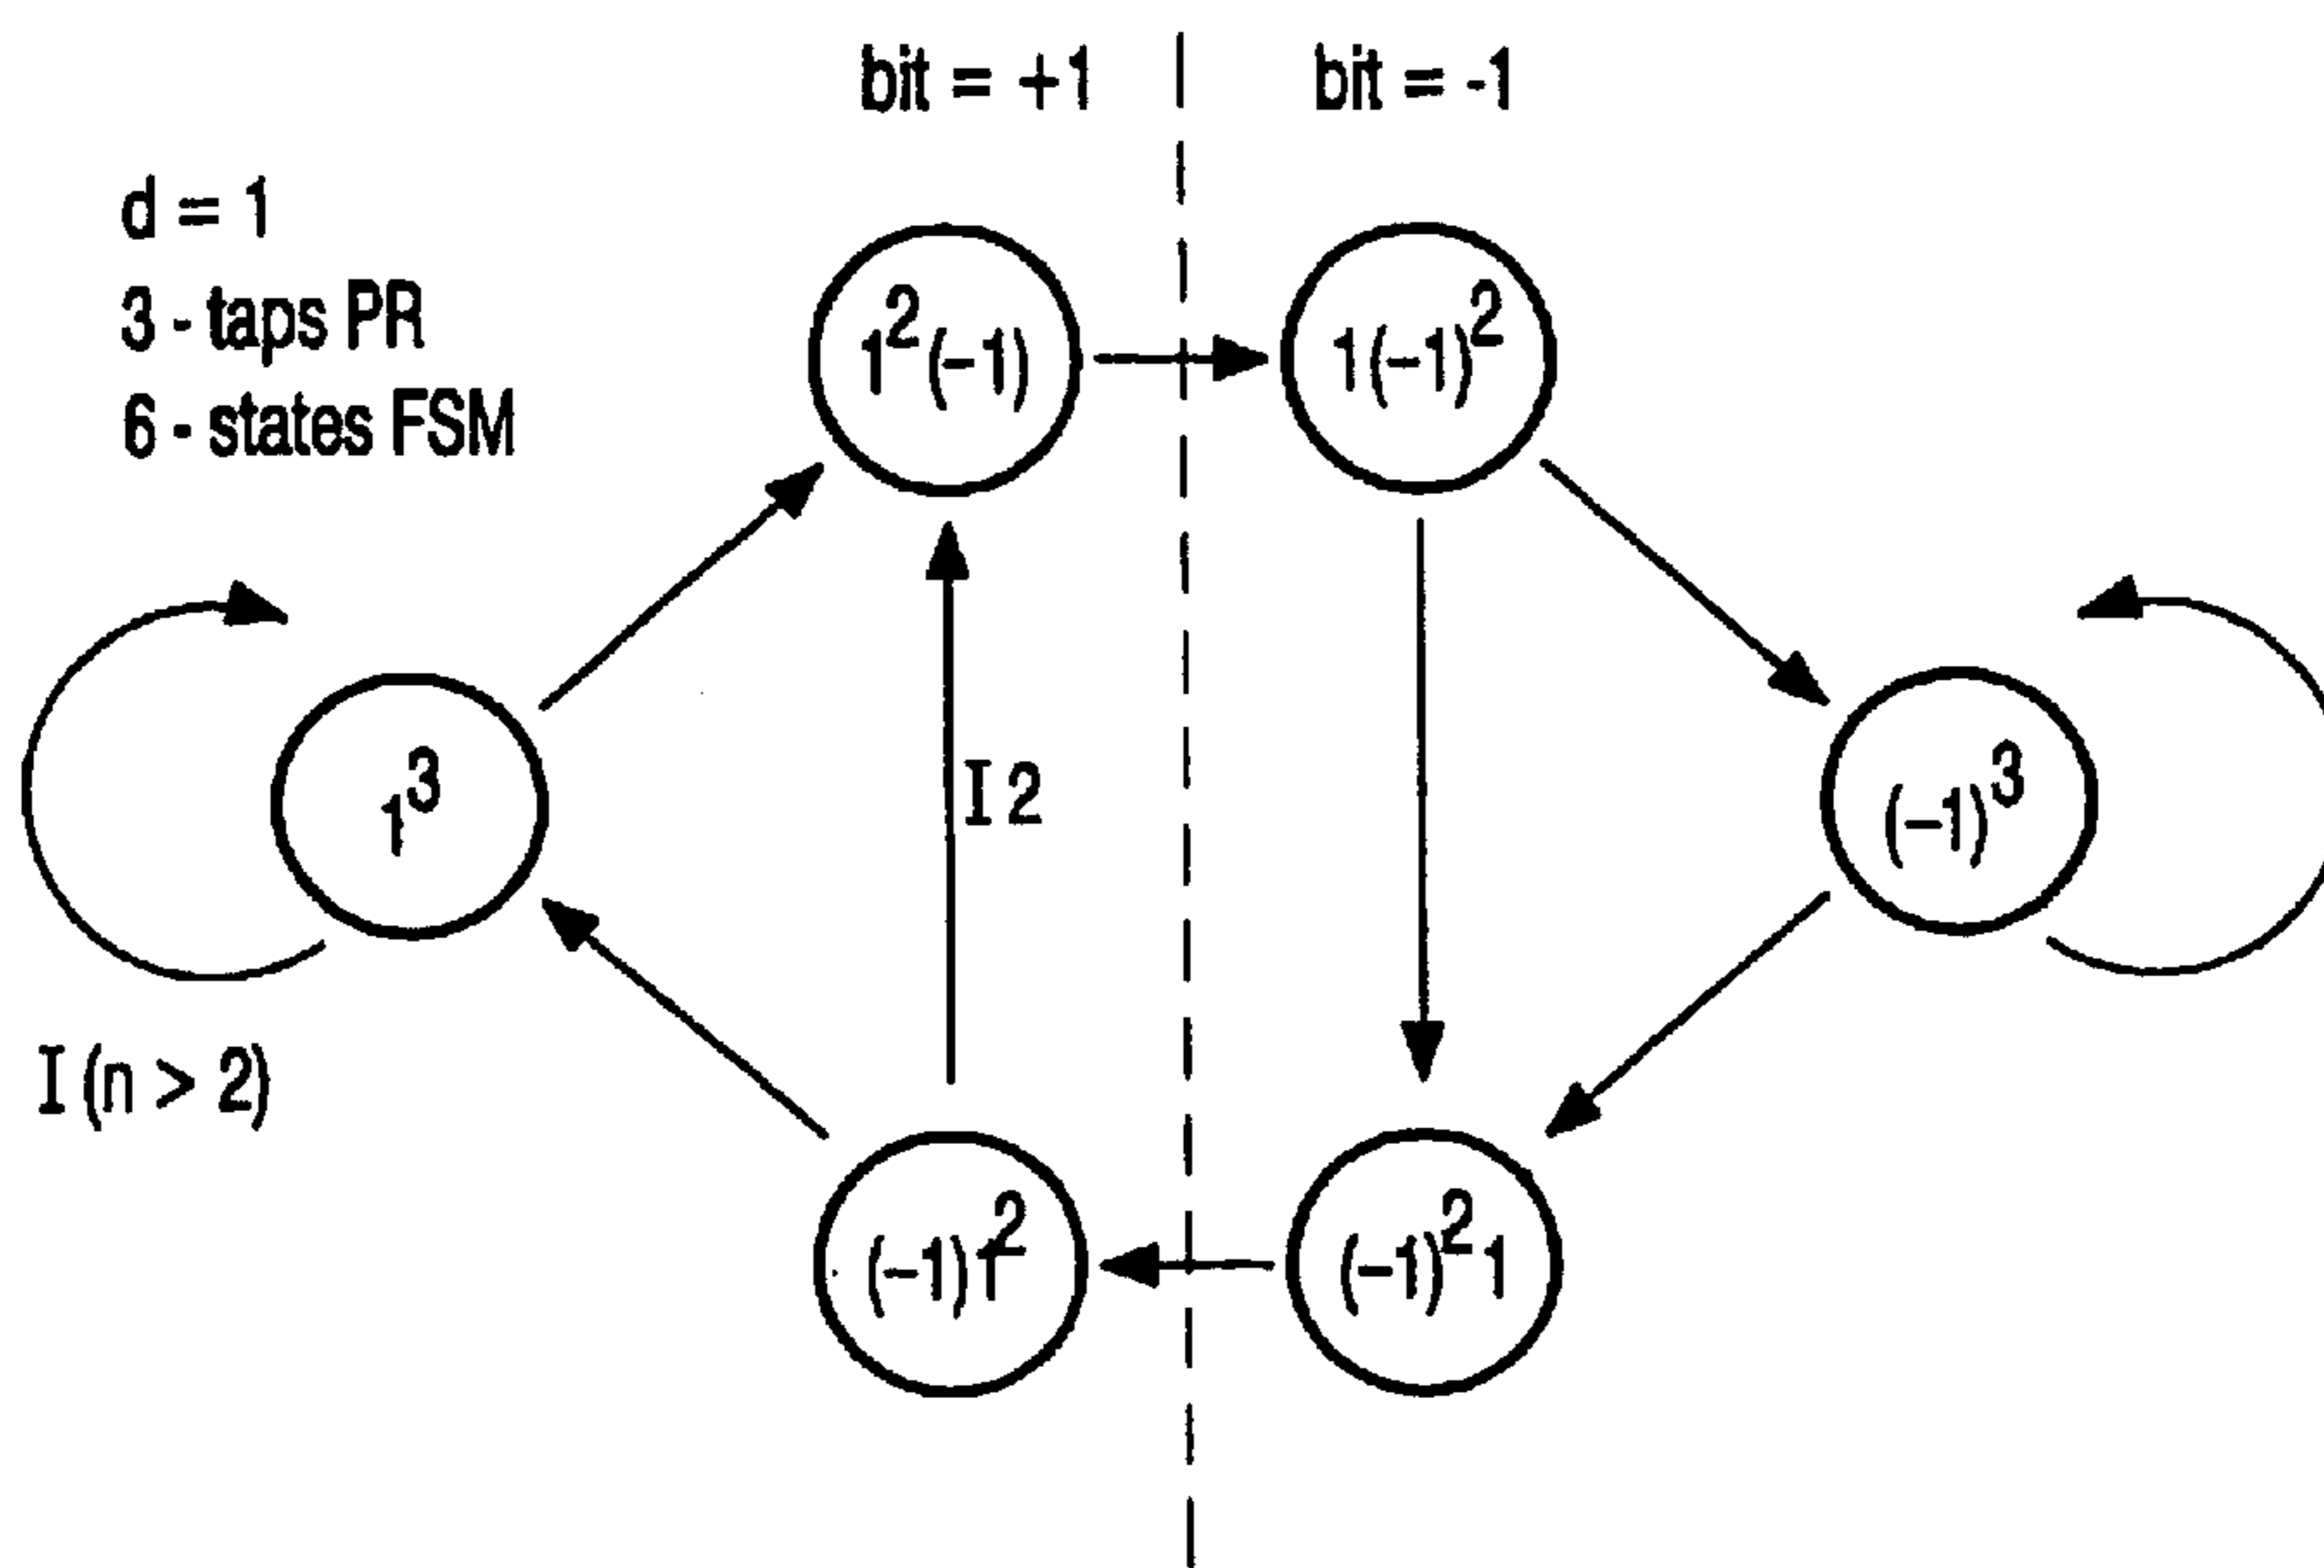 bit = +1
bit = -1
d = 1
3 - taps PR
6 - states FSM
1²(−1)
1(−1)²
1³
I2
(−1)³
I(n > 2)
(−1)1²
(−1)²1